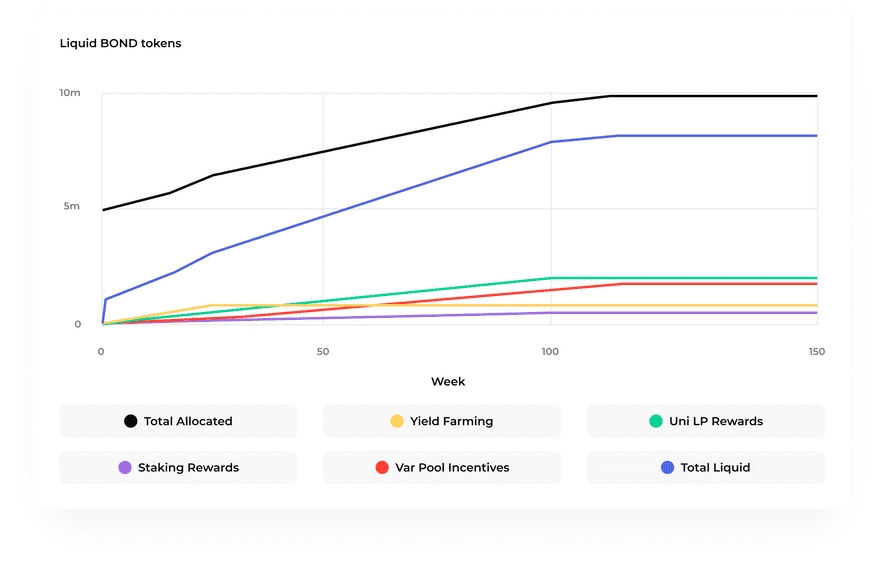 Liquid BOND tokens
10m
5m
0
0 50 100 150
Week
Total Allocated Yield Farming Uni LP Rewards
Staking Rewards Var Pool Incentives Total Liquid